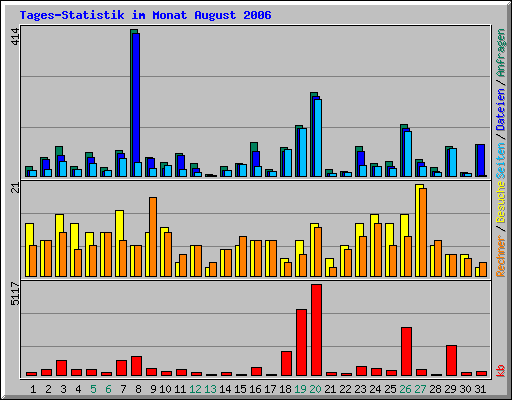 Tages-Statistik im Monat August 2006
414
21
5117
Rechner / Besuche Seiten / Dateien / Anfragen
kb
1 2 3 4 5 6 7 8 9 10 11 12 13 14 15 16 17 18 19 20 21 22 23 24 25 26 27 28 29 30 31